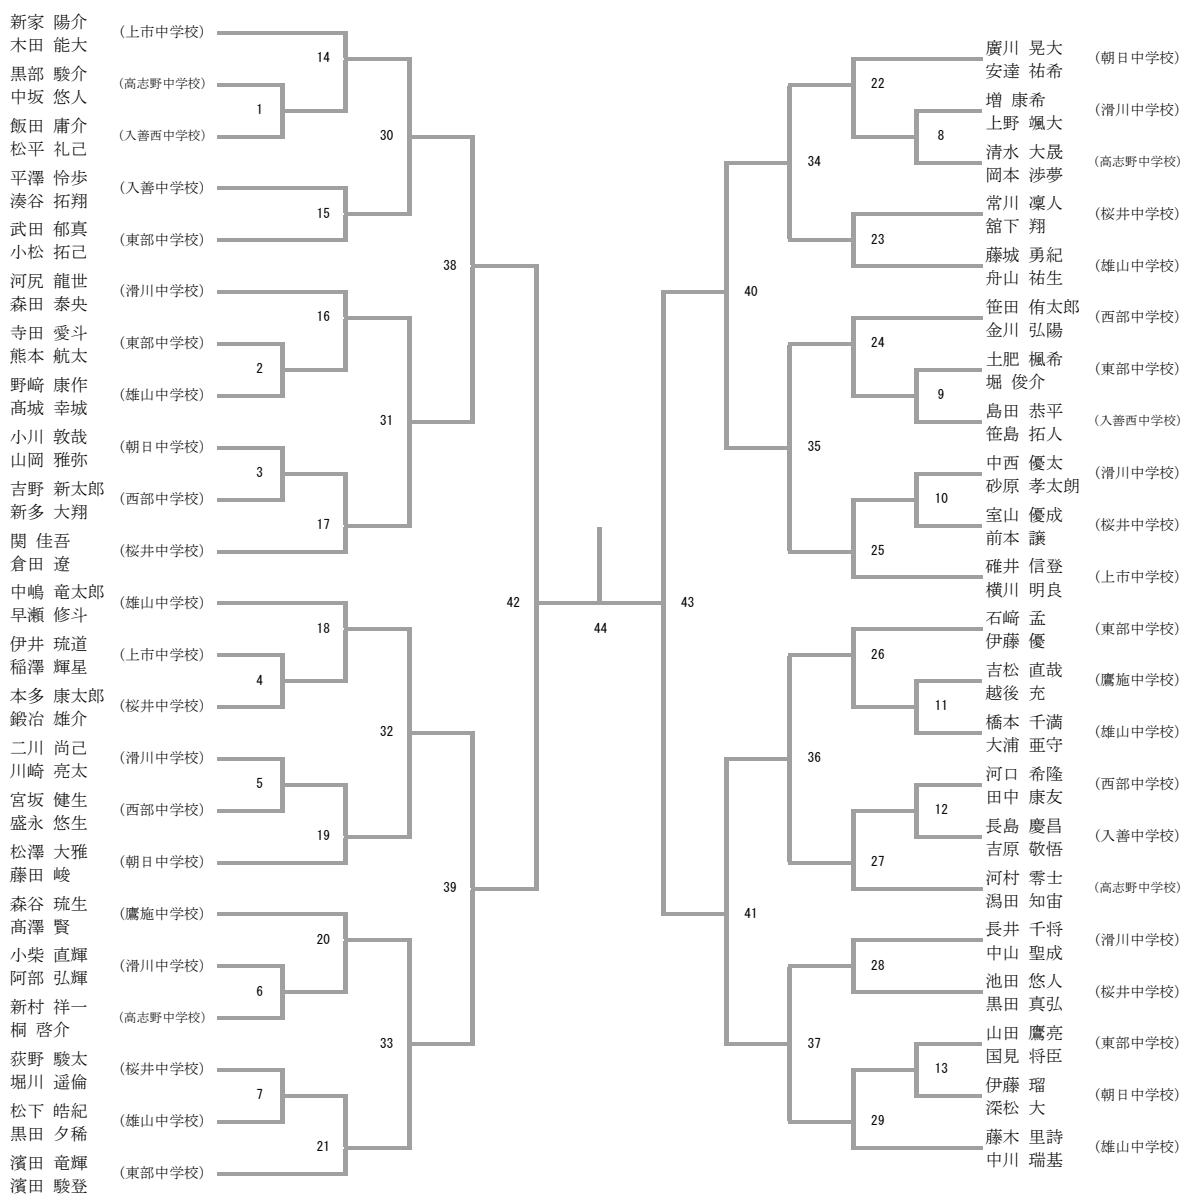 新家 陽介
木田 能大
(上市中学校)
黒部 駿介
中坂 悠人
(高志野中学校)
飯田 庸介
松平 礼己
(入善西中学校)
平澤 怜歩
湊谷 拓翔
(入善中学校)
武田 郁真
小松 拓己
(東部中学校)
河尻 龍世
森田 泰央
(滑川中学校)
寺田 愛斗
熊本 航太
(東部中学校)
野﨑 康作
髙城 幸城
(雄山中学校)
小川 敦哉
山岡 雅弥
(朝日中学校)
吉野 新太郎
新多 大翔
(西部中学校)
関 佳吾
倉田 遼
(桜井中学校)
中嶋 竜太郎
早瀬 修斗
(雄山中学校)
伊井 琉道
稲澤 輝星
(上市中学校)
本多 康太郎
鍛冶 雄介
(桜井中学校)
二川 尚己
川崎 亮太
(滑川中学校)
宮坂 健生
盛永 悠生
(西部中学校)
松澤 大雅
藤田 峻
(朝日中学校)
森谷 琉生
髙澤 賢
(鷹施中学校)
小柴 直輝
阿部 弘輝
(滑川中学校)
新村 祥一
桐 啓介
(高志野中学校)
荻野 駿太
堀川 遥倫
(桜井中学校)
松下 皓紀
黒田 夕稀
(雄山中学校)
濱田 竜輝
濱田 駿登
(東部中学校)
14
1
30
15
38
16
2
31
3
17
42
18
4
32
5
19
39
20
6
33
7
21
44
43
22
8
34
23
40
24
9
35
10
25
26
11
36
12
27
41
28
37
13
29
廣川 晃大
安達 祐希
(朝日中学校)
増 康希
上野 颯大
(滑川中学校)
清水 大晟
岡本 渉夢
(高志野中学校)
常川 凜人
舘下 翔
(桜井中学校)
藤城 勇紀
舟山 祐生
(雄山中学校)
笹田 侑太郎
金川 弘陽
(西部中学校)
土肥 楓希
堀 俊介
(東部中学校)
島田 恭平
笹島 拓人
(入善西中学校)
中西 優太
砂原 孝太朗
(滑川中学校)
室山 優成
前本 譲
(桜井中学校)
碓井 信登
横川 明良
(上市中学校)
石﨑 孟
伊藤 優
(東部中学校)
吉松 直哉
越後 充
(鷹施中学校)
橋本 千満
大浦 亜守
(雄山中学校)
河口 希隆
田中 康友
(西部中学校)
長島 慶昌
吉原 敬悟
(入善中学校)
河村 零士
潟田 知宙
(高志野中学校)
長井 千将
中山 聖成
(滑川中学校)
池田 悠人
黒田 真弘
(桜井中学校)
山田 鷹亮
国見 将臣
(東部中学校)
伊藤 瑠
深松 大
(朝日中学校)
藤木 里詩
中川 瑞基
(雄山中学校)